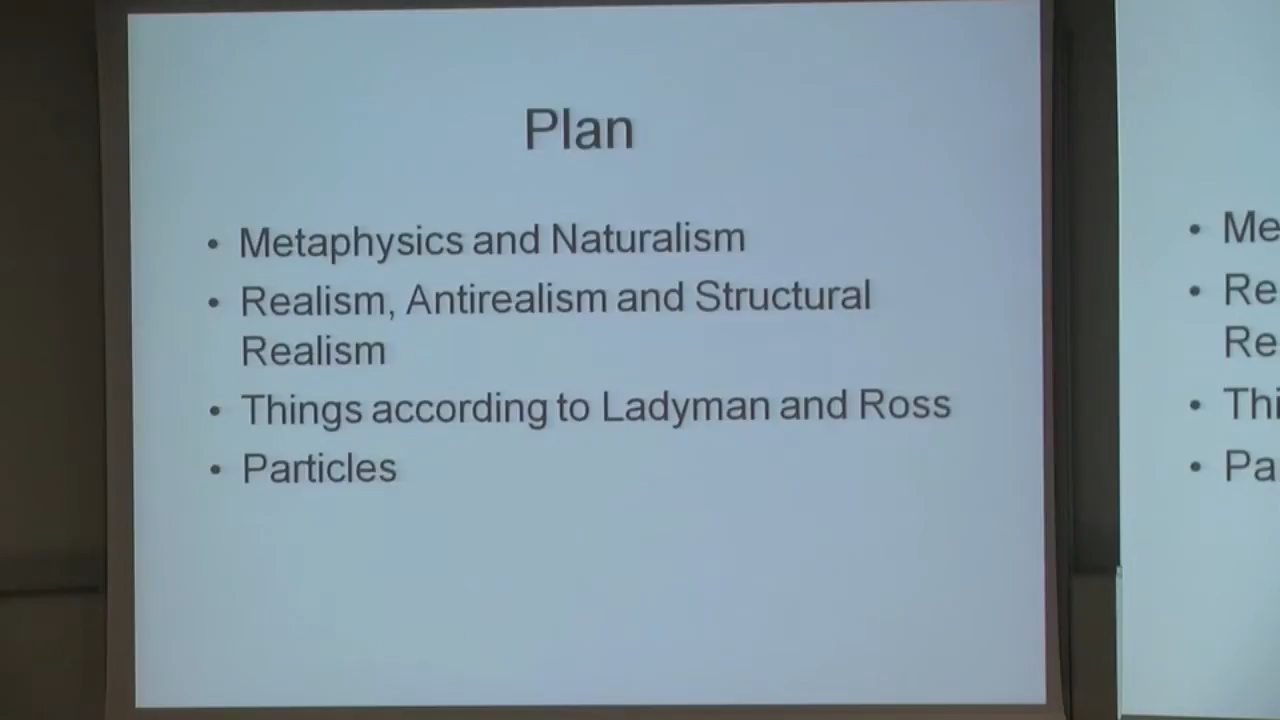 Plan
• Metaphysics and Naturalism
• Realism, Antirealism and Structural
Realism
• Things according to Ladyman and Ross
• Particles
• Me
• Re
Re
• Thi
• Pa